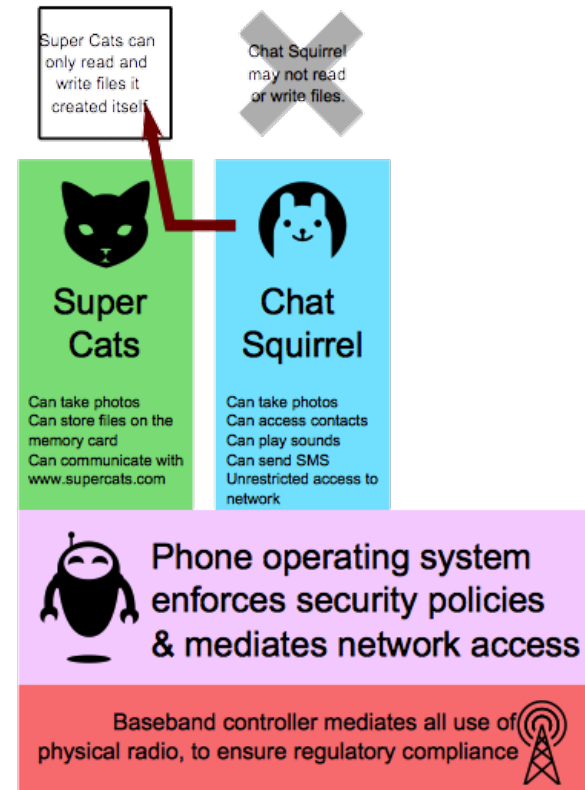 Super Cats can
only read and
write files it
created itself
Chat Squirrel
may not read
or write files.
Super
Cats
Can take photos
Can store files on the
memory card
Can communicate with
www.supercats.com
Chat
Squirrel
Can take photos
Can access contacts
Can play sounds
Can send SMS
Unrestricted access to
network
Phone operating system
enforces security policies
& mediates network access
Baseband controller mediates all use of
physical radio, to ensure regulatory compliance